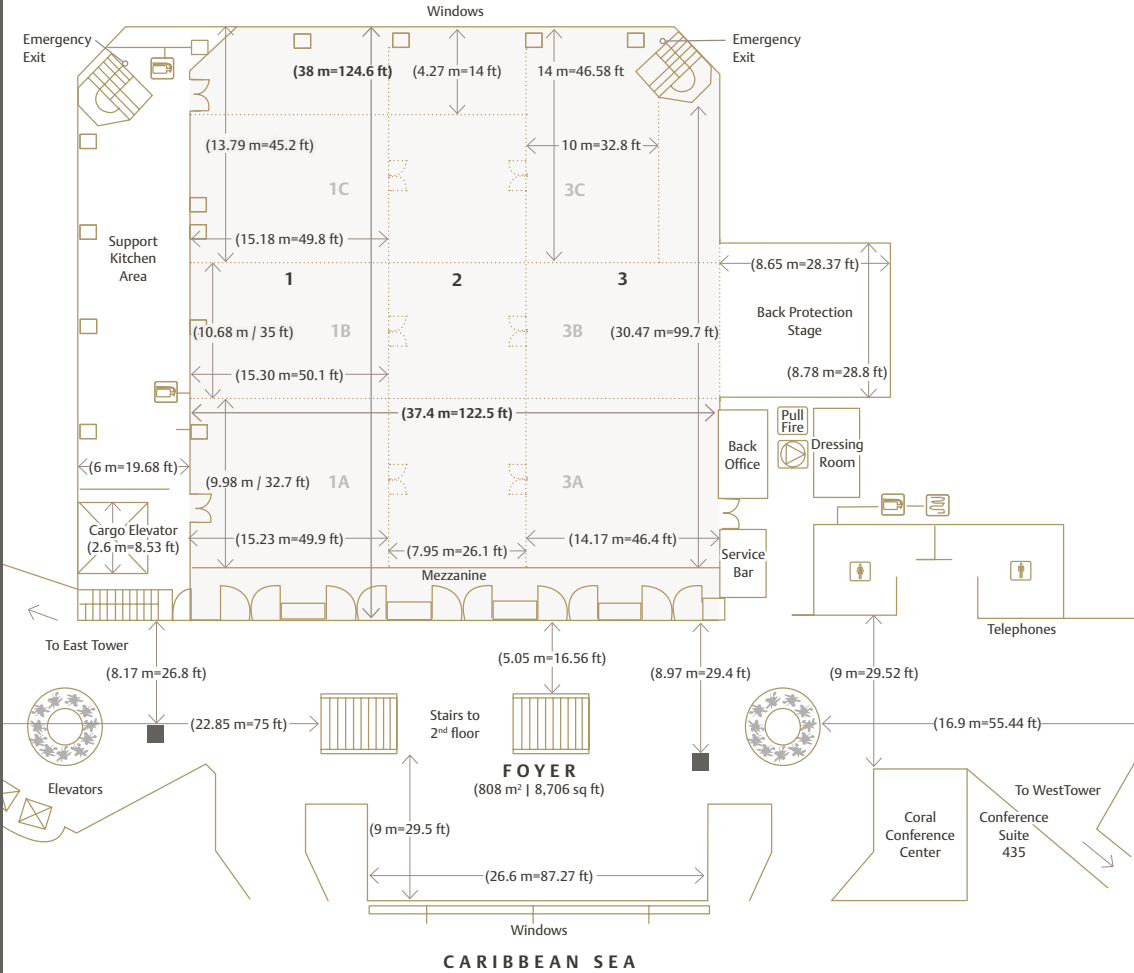 Windows
Emergency
Exit
Emergency
Exit
(38 m=124.6 ft)
(4.27 m=14 ft)
14 m=46.58 ft
(13.79 m=45.2 ft)
10 m=32.8 ft
1C
3C
Support
Kitchen
Area
(15.18 m=49.8 ft)
1
2
3
(8.65 m=28.37 ft)
(10.68 m / 35 ft)
1B
3B
(30.47 m=99.7 ft)
Back Protection
Stage
(15.30 m=50.1 ft)
(8.78 m=28.8 ft)
(37.4 m=122.5 ft)
Pull
Fire
Back
Office
Dressing
Room
(6 m=19.68 ft)
(9.98 m / 32.7 ft)
1A
3A
Cargo Elevator
(2.6 m=8.53 ft)
(15.23 m=49.9 ft)
(7.95 m=26.1 ft)
(14.17 m=46.4 ft)
Service
Bar
Mezzanine
To East Tower
Telephones
(8.17 m=26.8 ft)
(5.05 m=16.56 ft)
(8.97 m=29.4 ft)
(9 m=29.52 ft)
(22.85 m=75 ft)
Stairs to
2nd floor
(16.9 m=55.44 ft)
FOYER
(808 m² | 8,706 sq ft)
Elevators
To WestTower
(9 m=29.5 ft)
Coral
Conference
Center
Conference
Suite
435
(26.6 m=87.27 ft)
Windows
CARIBBEAN SEA